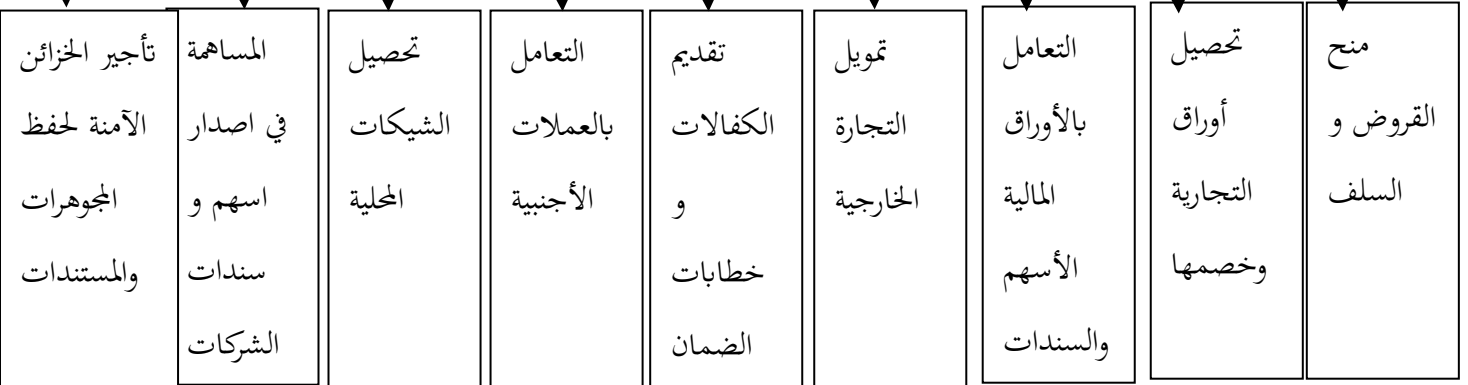 منح
القروض و
السلف
تحصيل
أوراق
التجارية
وخصمها
التعامل
بالأوراق
المالية
الأسهم
والسندات
تمويل
التجارة
الخارجية
تقديم
الكفالات
و
خطابات
الضمان
التعامل
بالعملات
الأجنبية
تحصيل
الشيكات
المحلية
المساهمة
في اصدار
اسهم و
سندات
الشركات
تأجير الخزائن
الآمنة لحفظ
المجوهرات
والمستندات